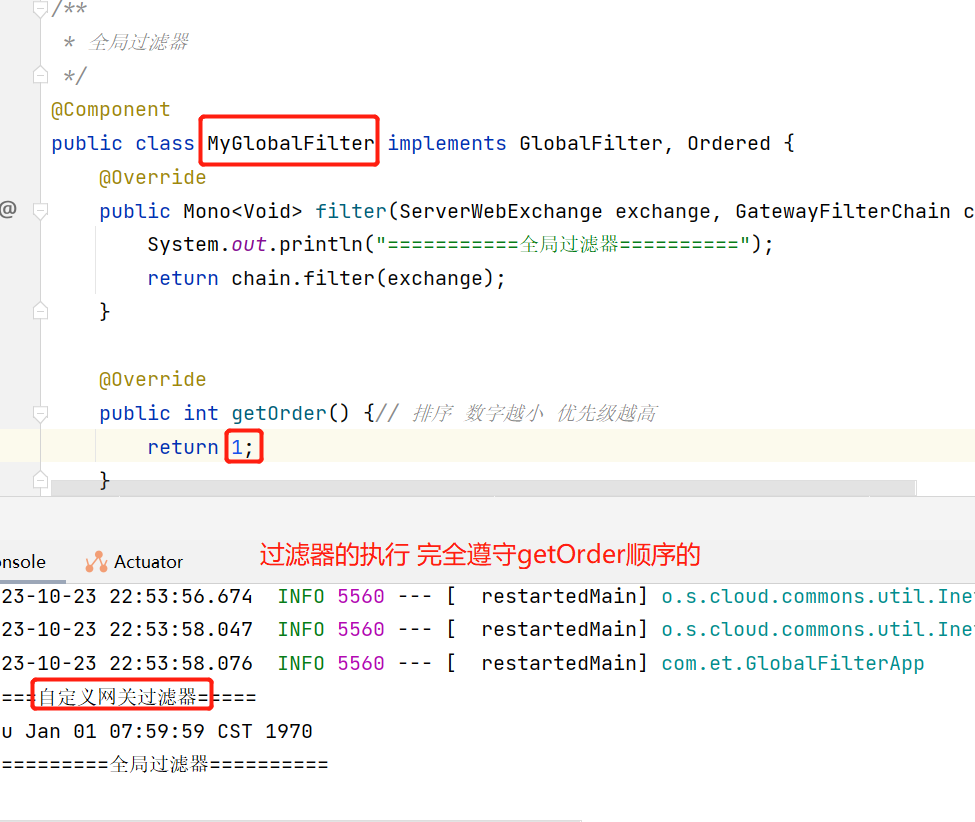 /**
* 全局过滤器
*/
@Component
public class MyGlobalFilter implements GlobalFilter, Ordered {
@Override
@
public Mono<Void> filter(ServerWebExchange exchange, GatewayFilterChain c
System.out.println("===========全局过滤器==========");
return chain.filter(exchange);
}
@Override
public int getOrder() {// 排序 数字越小 优先级越高
return 1;
}
过滤器的执行 完全遵守getOrder顺序的
onsole Actuator
23-10-23 22:53:56.674 INFO 5560 --- [ restartedMain] o.s.cloud.commons.util.Ine
23-10-23 22:53:58.047 INFO 5560 --- [ restartedMain] o.s.cloud.commons.util.Ine
23-10-23 22:53:58.076 INFO 5560 --- [ restartedMain] com.et.GlobalFilterApp
===自定义网关过滤器=====
u Jan 01 07:59:59 CST 1970
=========全局过滤器==========